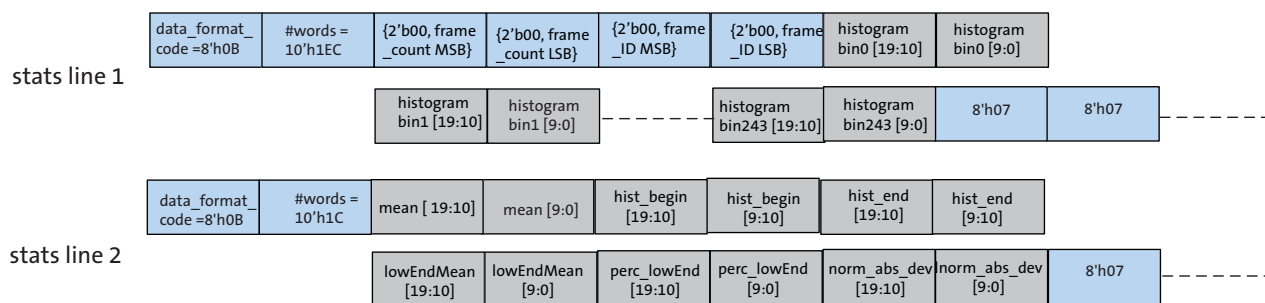 data_format_
code =8'h0B
#words =
10'h1EC
{2'b00, frame
_count MSB}
{2'b00, frame
_count LSB}
{2'b00, frame
_ID MSB}
{2'b00, frame
_ID LSB}
histogram
bin0 [19:10]
histogram
bin0 [9:0]
stats line 1
histogram
bin1 [19:10]
histogram
bin1 [9:0]
histogram
bin243 [19:10]
histogram
bin243 [9:0]
8'h07
8'h07
data_format_
code =8'h0B
#words =
10'h1C
mean [ 19:10]
mean [9:0]
hist_begin
[19:10]
hist_begin
[9:10]
hist_end
[19:10]
hist_end
[9:10]
stats line 2
lowEndMean
[19:10]
lowEndMean
[9:0]
perc_lowEnd
[19:10]
perc_lowEnd
[9:0]
norm_abs_dev
[19:10]
lnorm_abs_dev
[9:0]
8'h07